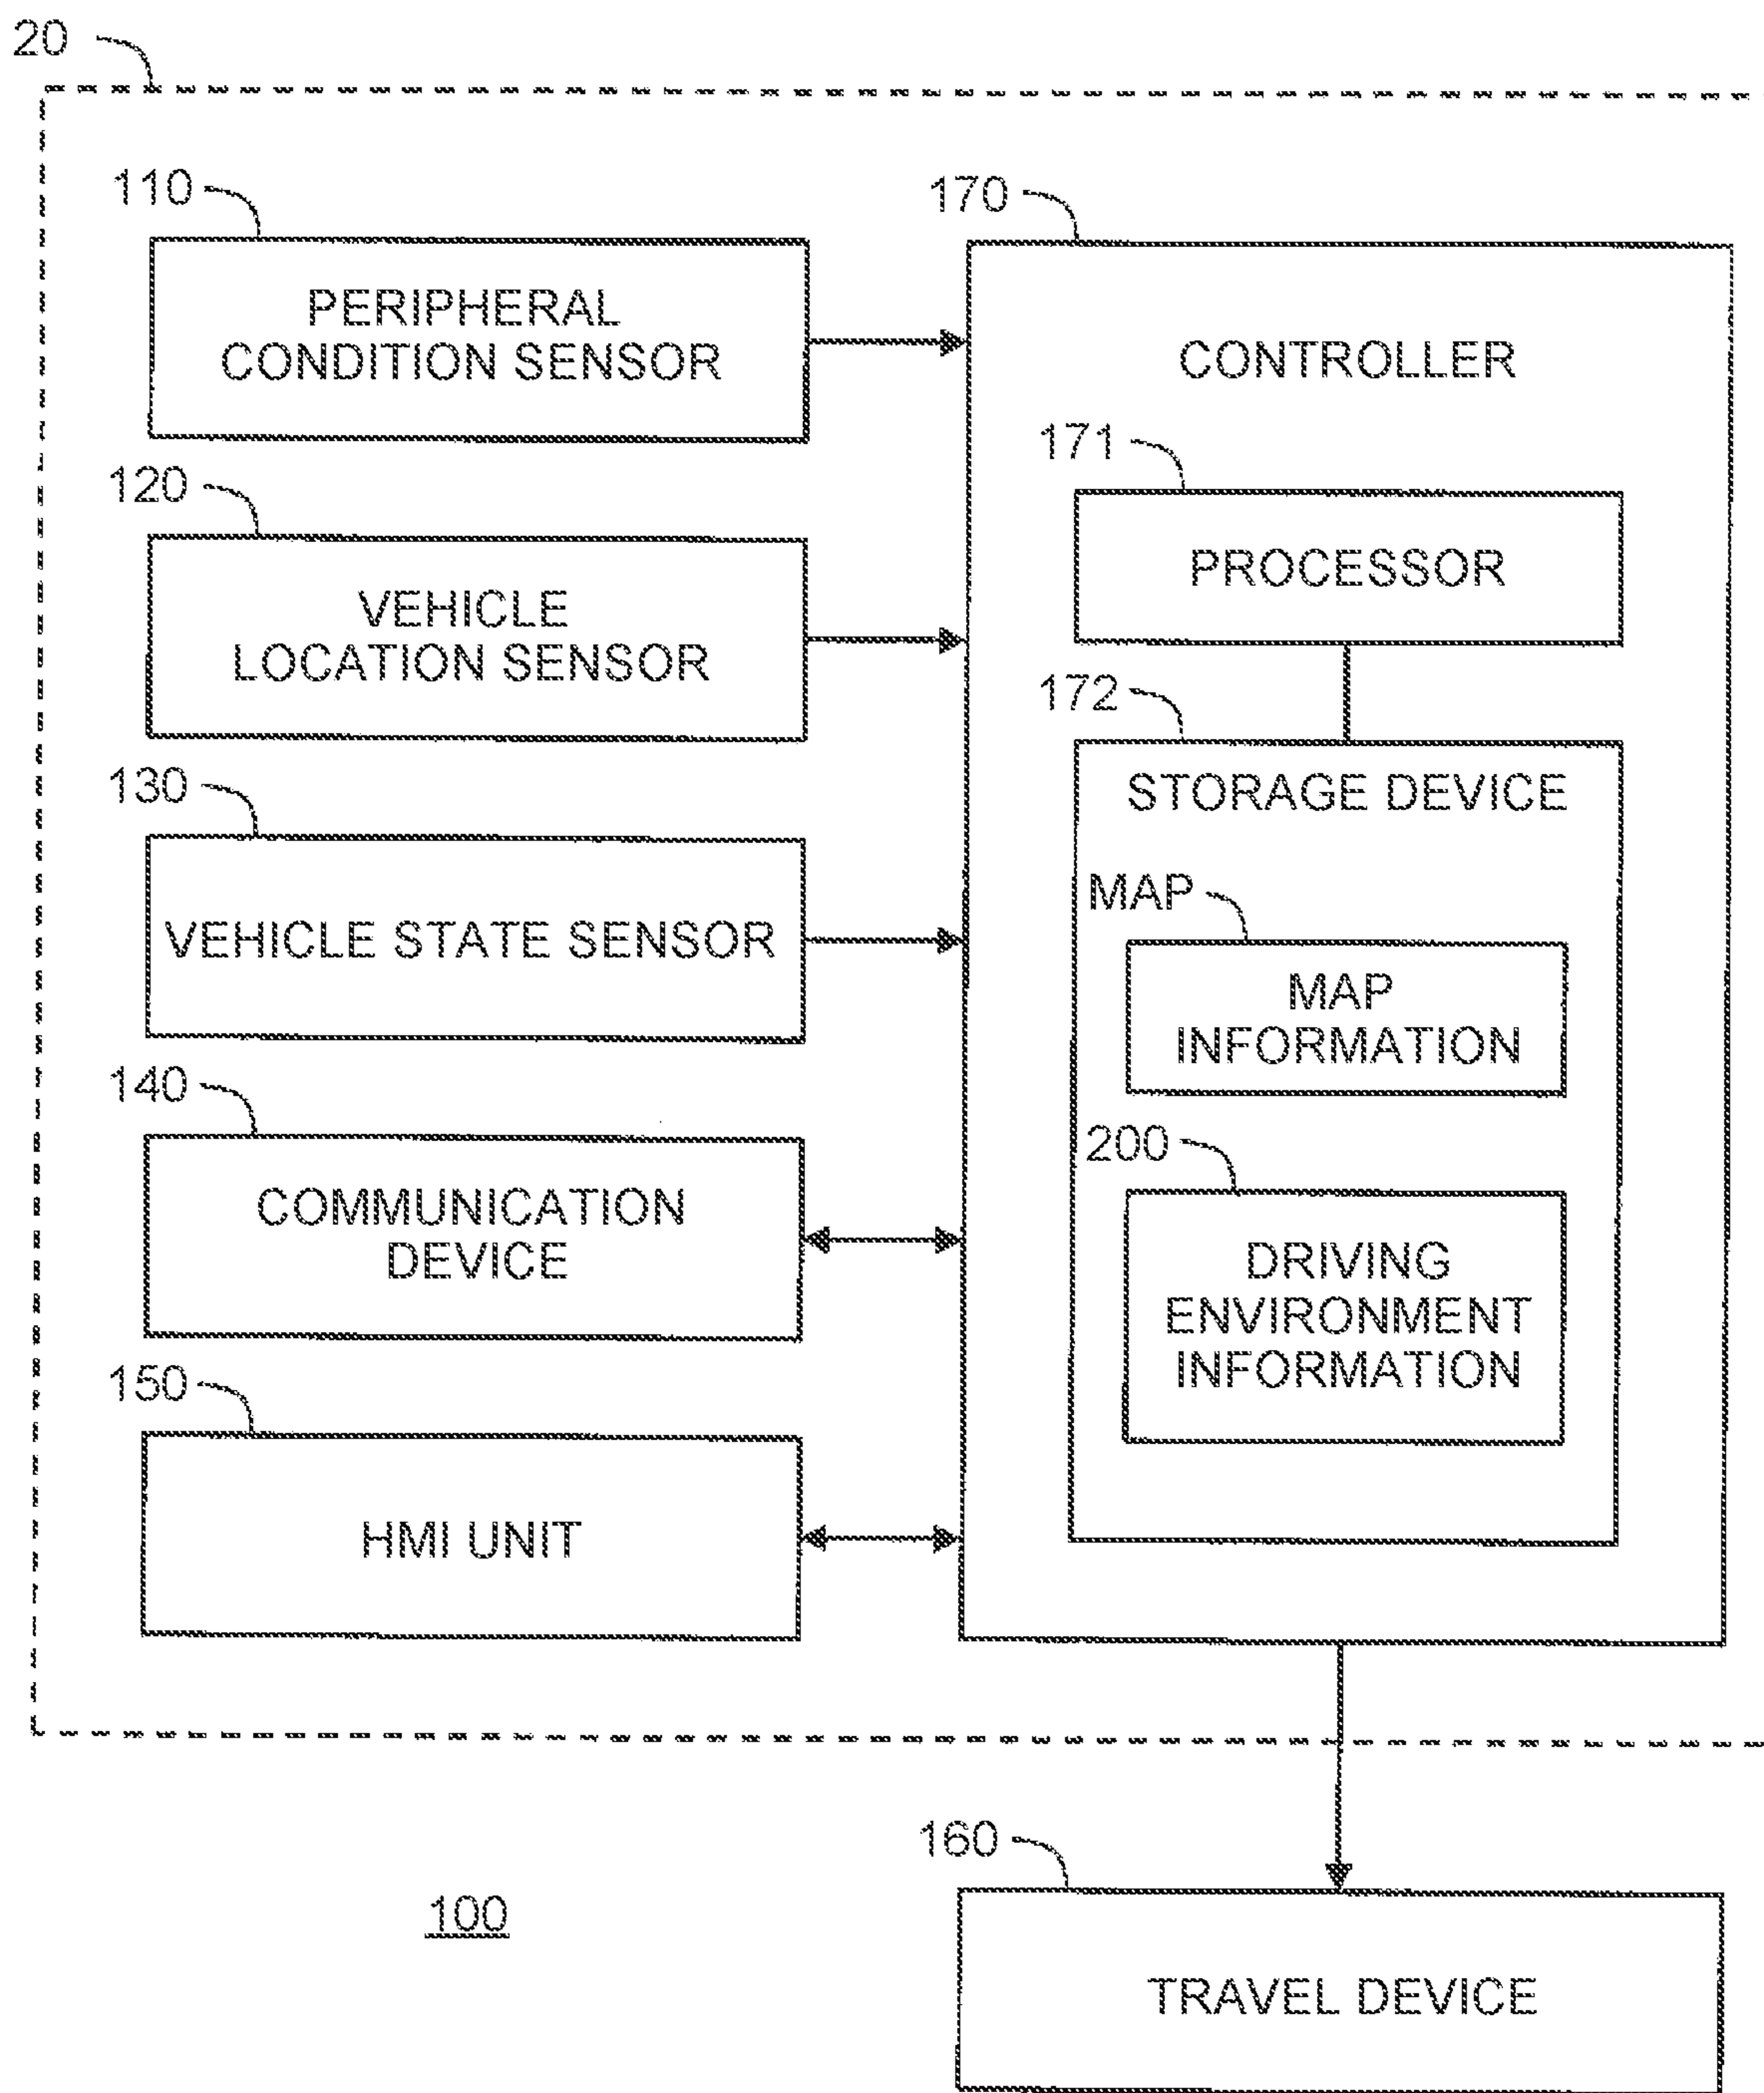 20
110
PERIPHERAL
CONDITION SENSOR
120
VEHICLE
LOCATION SENSOR
130
VEHICLE STATE SENSOR
140
COMMUNICATION
DEVICE
150
HMI UNIT
170
CONTROLLER
171
PROCESSOR
172
STORAGE DEVICE
MAP
MAP
INFORMATION
200
DRIVING
ENVIRONMENT
INFORMATION
160
TRAVEL DEVICE
100